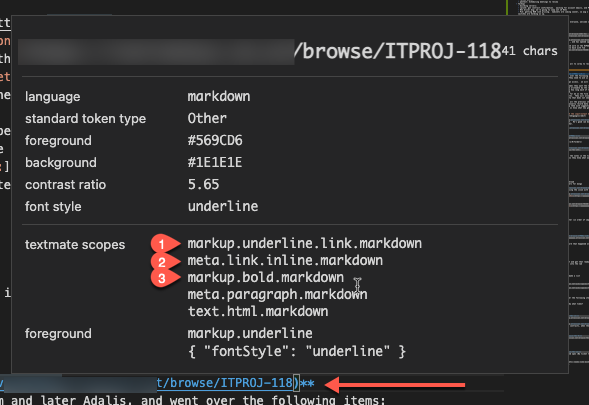 /browse/ITPROJ-118 41 chars
language markdown
standard token type Other
foreground #569CD6
background #1E1E1E
contrast ratio 5.65
font style underline
textmate scopes 1 markup.underline.link.markdown
2 meta.link.inline.markdown
3 markup.bold.markdown
meta.paragraph.markdown
text.html.markdown
foreground markup.underline
{ "fontStyle": "underline" }
t/browse/ITPROJ-118)**
m and later Adalis, and went over the following items: